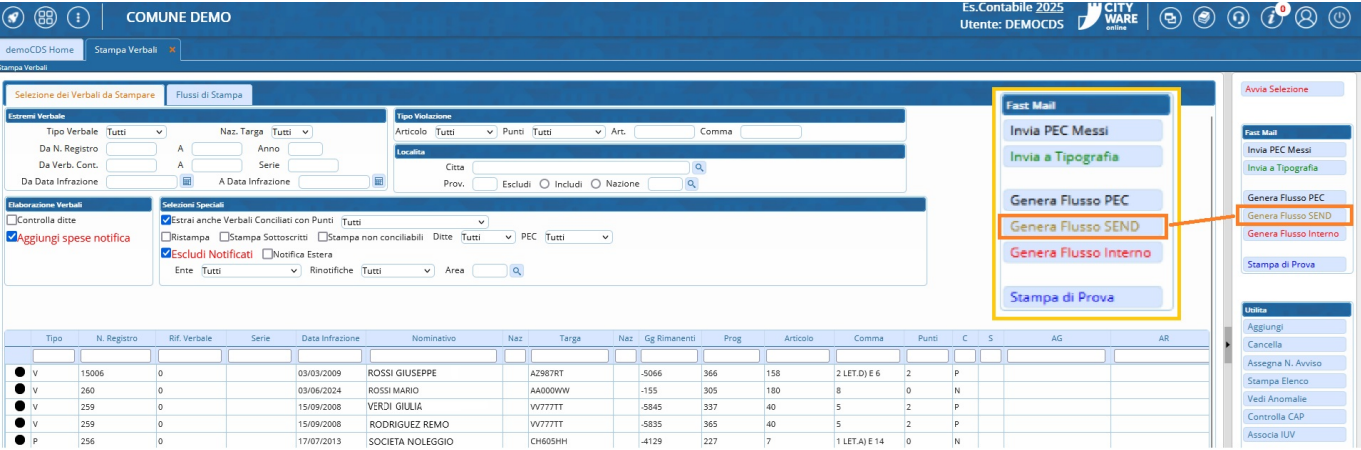 COMUNE DEMO
Es.Contabile 2025
Utente: DEMOCDS
CITY
WARE
online
0
demoCDS Home Stampa Verbali ×
Stampa Verbali
Selezione dei Verbali da Stampare Flussi di Stampa
Estremi Verbale
Tipo Verbale Tutti Naz. Targa Tutti
Da N. Registro A Anno
Da Verb. Cont. A Serie
Da Data Infrazione A Data Infrazione
Tipo Violazione
Articolo Tutti Punti Tutti Art. Comma
Localita
Citta
Prov. Escludi Includi Nazione
Elaborazione Verbali
Controlla ditte
Aggiungi spese notifica
Selezioni Speciali
Estrai anche Verbali Conciliati con Punti Tutti
Ristampa Stampa Sottoscritti Stampa non conciliabili Ditte Tutti PEC Tutti
Escludi Notificati Notifica Estera
Ente Tutti Rinotifiche Tutti Area
Fast Mail
Invia PEC Messi
Invia a Tipografia
Genera Flusso PEC
Genera Flusso SEND
Genera Flusso Interno
Stampa di Prova
Avvia Selezione
Fast Mail
Invia PEC Messi
Invia a Tipografia
Genera Flusso PEC
Genera Flusso SEND
Genera Flusso Interno
Stampa di Prova
Utilita
Aggiungi
Cancella
Assegna N. Avviso
Stampa Elenco
Vedi Anomalie
Controlla CAP
Associa IUV
Tipo N. Registro Rif. Verbale Serie Data Infrazione Nominativo Naz Targa Naz Gg Rimanenti Prog Articolo Comma Punti C S AG AR
V 15006 0 03/03/2009 ROSSI GIUSEPPE AZ987RT -5066 366 158 2 LET.D) E 6 2 P
V 260 0 03/06/2024 ROSSI MARIO AA000WW -155 305 180 8 0 N
V 259 0 15/09/2008 VERDI GIULIA VV777TT -5845 337 40 5 2 P
V 259 0 15/09/2008 RODRIGUEZ REMO VV777TT -5835 365 40 5 2 P
P 256 0 17/07/2013 SOCIETA NOLEGGIO CH605HH -4129 227 7 1 LET.A) E 14 0 N